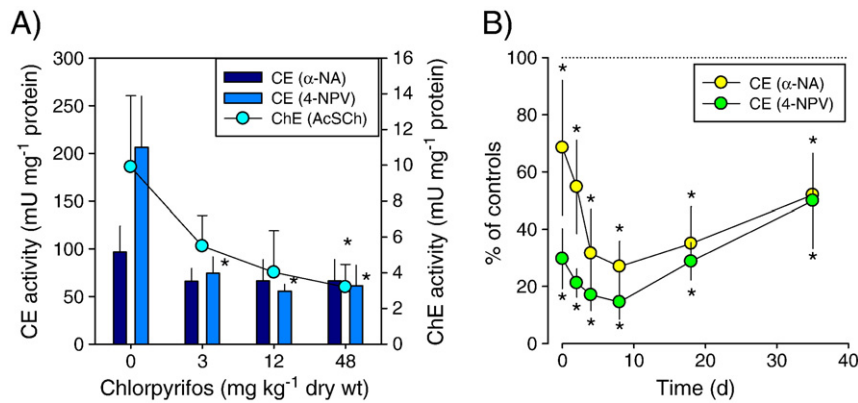 A)
B)
300
250
200
150
100
50
0
CE activity (mU mg⁻¹ protein)
CE (α-NA)
CE (4-NPV)
ChE (AcSCh)
16
14
12
10
8
6
4
2
0
ChE activity (mU mg⁻¹ protein)
* * * *
0 3 12 48
Chlorpyrifos (mg kg⁻¹ dry wt)
100
80
60
40
20
0
% of controls
CE (α-NA)
CE (4-NPV)
* * * * * *
* * * * * *
0 10 20 30 40
Time (d)